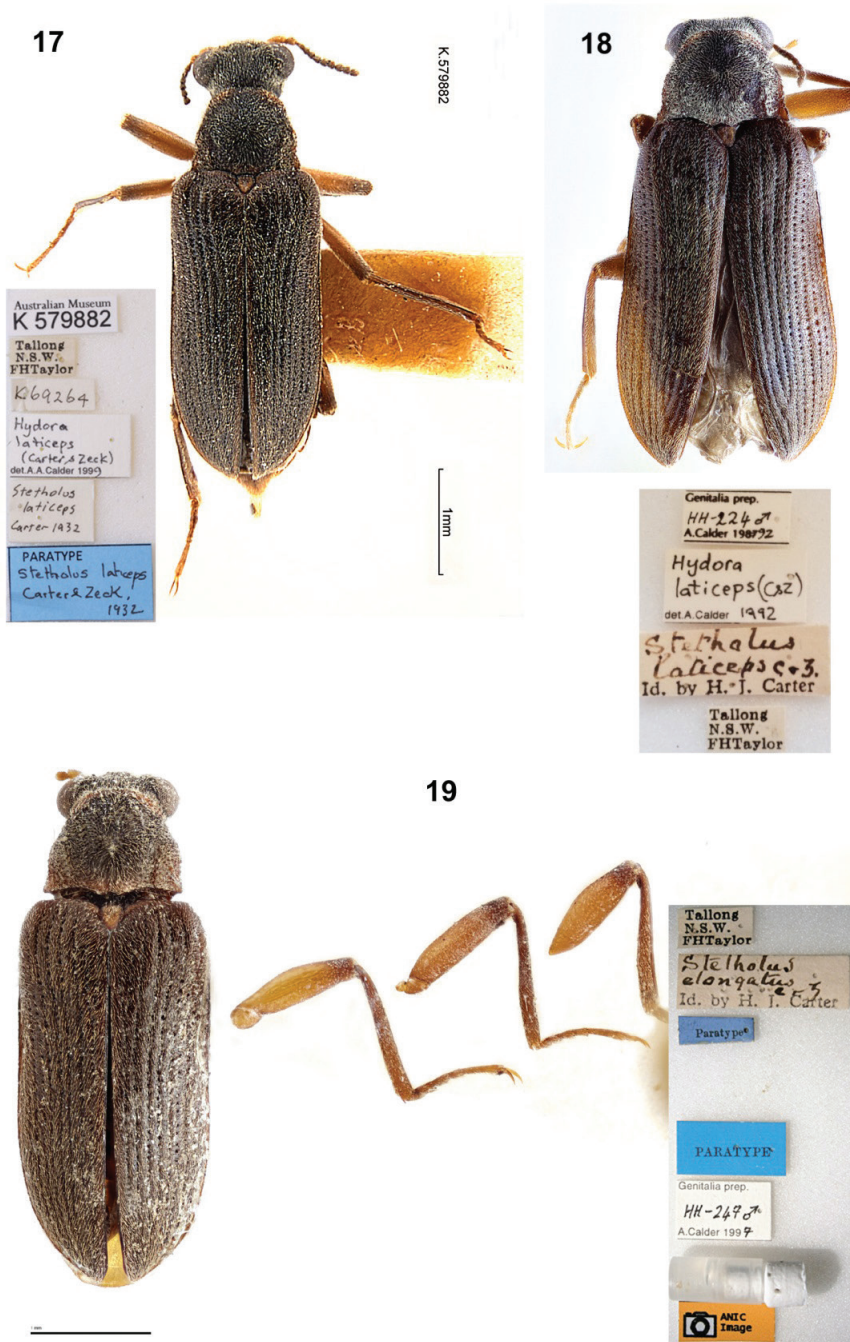 17
K.579882
18
Australian Museum
K 579882
Tallong
N.S.W.
FHTaylor
K69264
Hydora
laticeps
(Carter & Zeck)
det.A.A.Calder 1999
Stetholus
laticeps
Carter 1932
PARATYPE
Stetholus laticeps
Carter & Zeck,
1932
1mm
Genitalia prep.
HH-224♂
A.Calder 1992
Hydora
laticeps (C&Z)
det.A.Calder 1992
Stethalus
laticeps C & Z.
Id. by H. J. Carter
Tallong
N.S.W.
FHTaylor
19
Tallong
N.S.W.
FHTaylor
Stetholus
elongatus C & Z
Id. by H. J. Carter
Paratype
PARATYPE
Genitalia prep.
HH-247♂
A.Calder 1997
ANIC
Image
1 mm